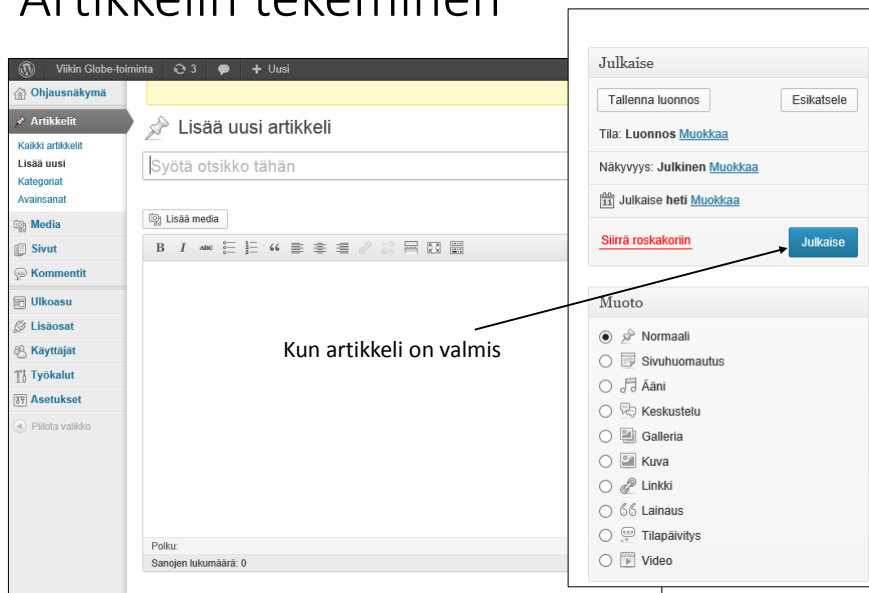 Artikkelin tekeminen
Viikin Globe-toiminta 3 + Uusi
Ohjausnäkymä
Artikkelit
Kaikki artikkelit
Lisää uusi
Kategoriat
Avainsanat
Media
Sivut
Kommentit
Ulkoasu
Lisäosat
Käyttäjät
Työkalut
Asetukset
Piilota valikko
Lisää uusi artikkeli
Syötä otsikko tähän
Lisää media
B I ABC
Kun artikkeli on valmis
Polku:
Sanojen lukumäärä: 0
Julkaise
Tallenna luonnos Esikatsele
Tila: Luonnos Muokkaa
Näkyvyys: Julkinen Muokkaa
11 Julkaise heti Muokkaa
Siirrä roskakoriin Julkaise
Muoto
Normaali
Sivuhuomautus
Ääni
Keskustelu
Galleria
Kuva
Linkki
Lainaus
Tilapäivitys
Video